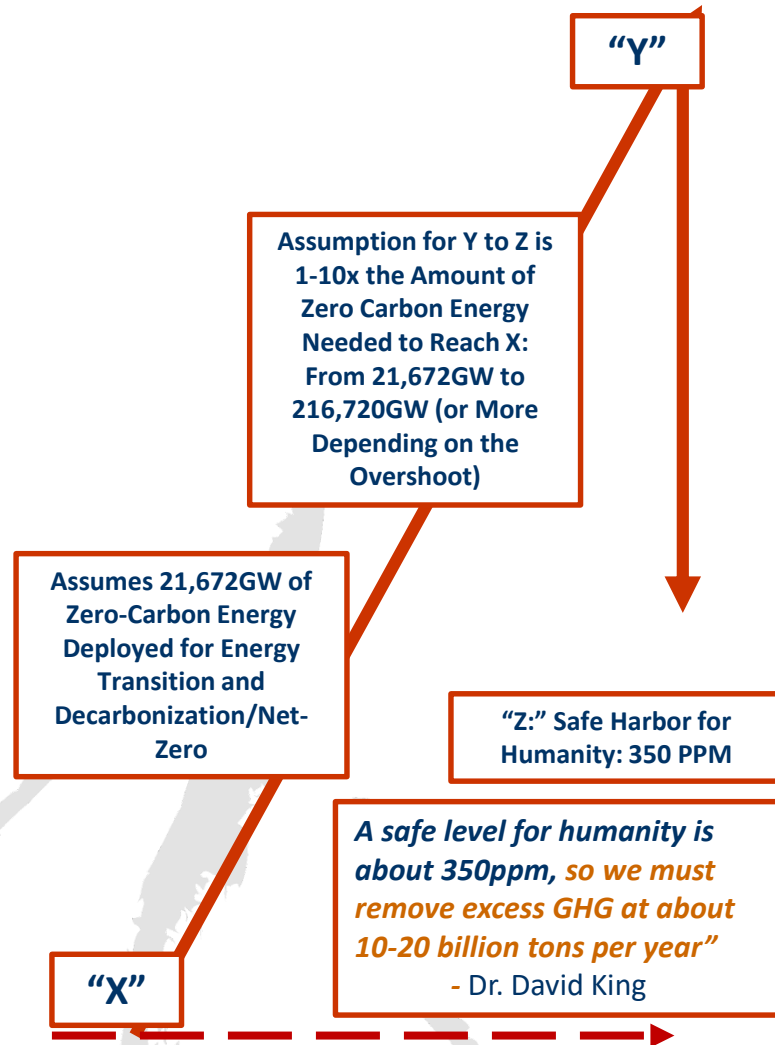 “Y”
Assumption for Y to Z is
1-10x the Amount of
Zero Carbon Energy
Needed to Reach X:
From 21,672GW to
216,720GW (or More
Depending on the
Overshoot)
Assumes 21,672GW of
Zero-Carbon Energy
Deployed for Energy
Transition and
Decarbonization/Net-
Zero
“Z:” Safe Harbor for
Humanity: 350 PPM
A safe level for humanity is
about 350ppm, so we must
remove excess GHG at about
10-20 billion tons per year”
- Dr. David King
“X”